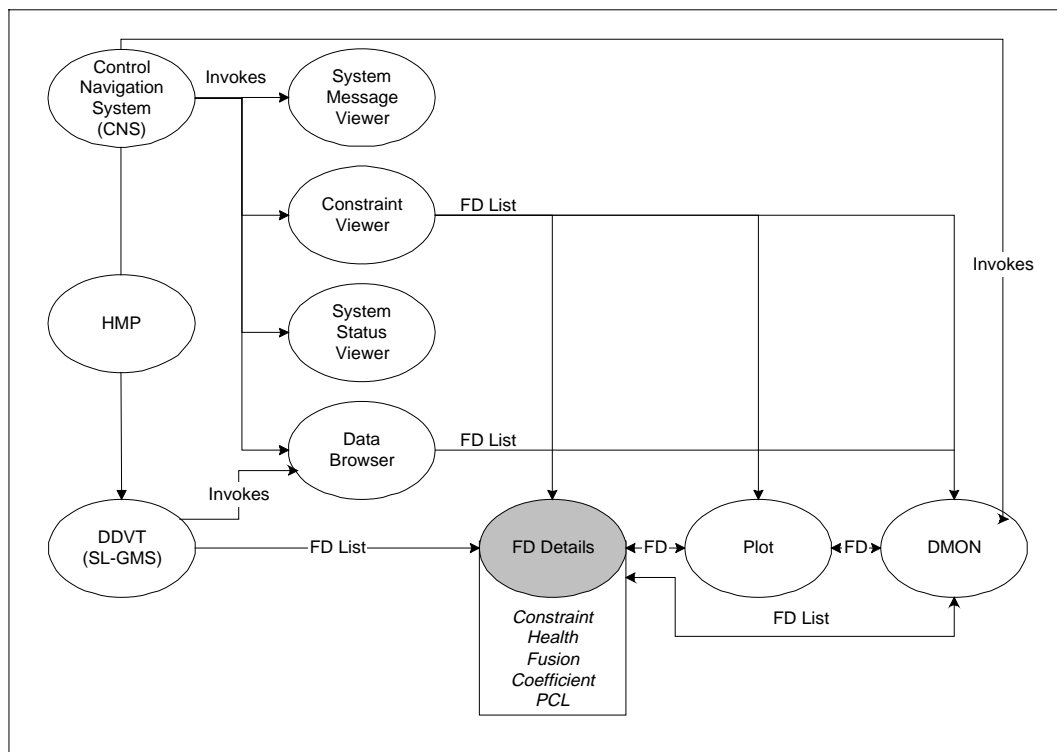 Control
Navigation
System
(CNS)
Invokes
System
Message
Viewer
Constraint
Viewer
FD List
Invokes
HMP
System
Status
Viewer
Data
Browser
FD List
Invokes
DDVT
(SL-GMS)
FD List
FD Details
FD
Plot
FD
DMON
FD List
Constraint
Health
Fusion
Coefficient
PCL